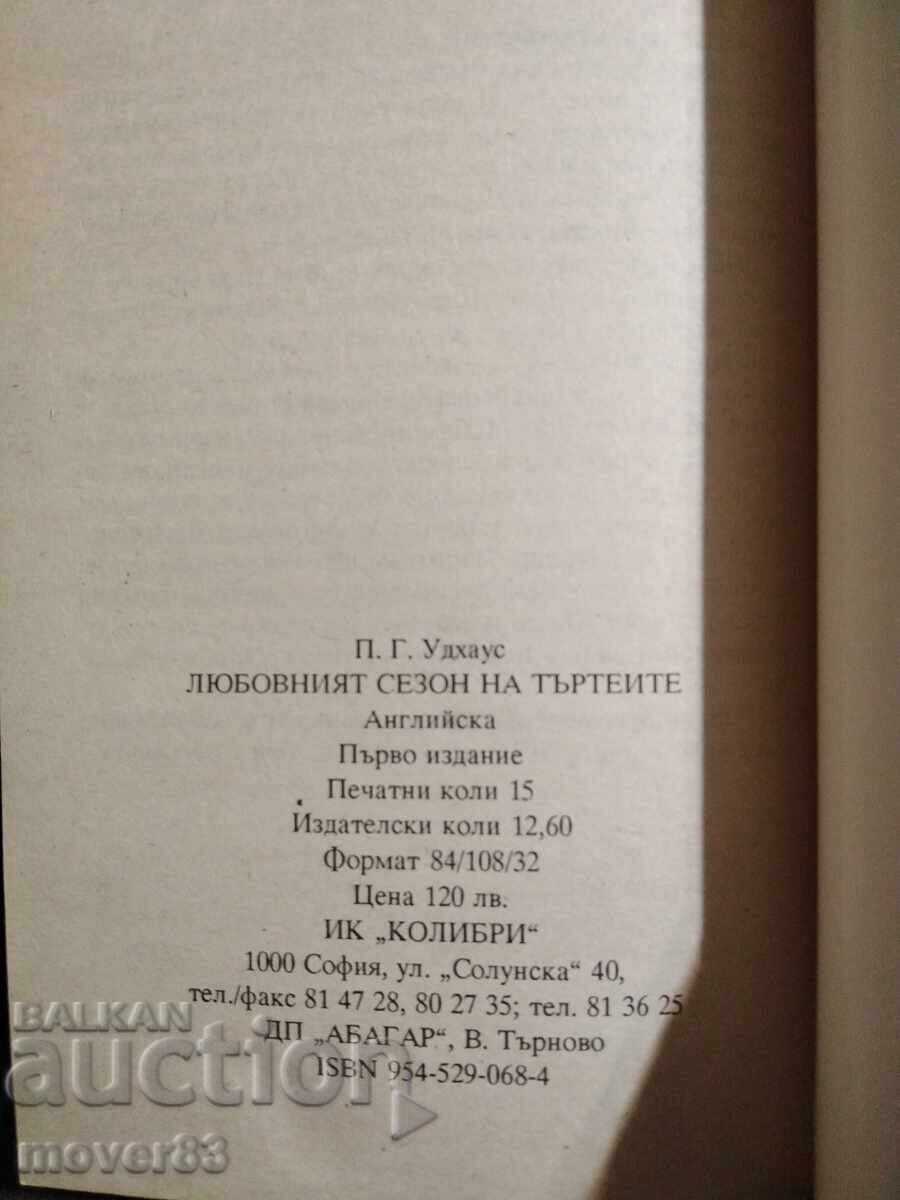 П. Г. Удхаус
ЛЮБОВНИЯТ СЕЗОН НА ТЪРТЕИТЕ
Английска
Първо издание
Печатни коли 15
Издателски коли 12,60
Формат 84/108/32
Цена 120 лв.
ИК „КОЛИБРИ“
1000 София, ул. „Солунска“ 40,
тел./факс 81 47 28, 80 27 35; тел. 81 36 25
ДП „АБАГАР“, В. Търново
ISBN 954-529-068-4
BALKAN
auction
mover83